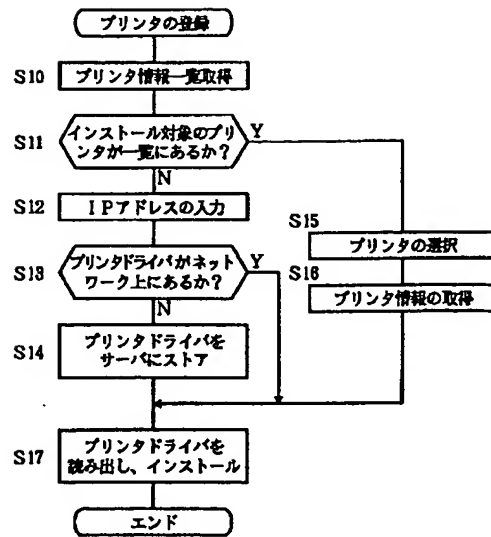 プリンタの登録
S10
プリンタ情報一覧取得
S11
インストール対象のプリ
ンタが一覧にあるか？
Y
N
S12
IPアドレスの入力
S13
プリンタドライバがネット
ワーク上にあるか？
Y
N
S14
プリンタドライバを
サーバにストア
S15
プリンタの選択
S16
プリンタ情報の取得
S17
プリンタドライバを
読み出し、インストール
エンド